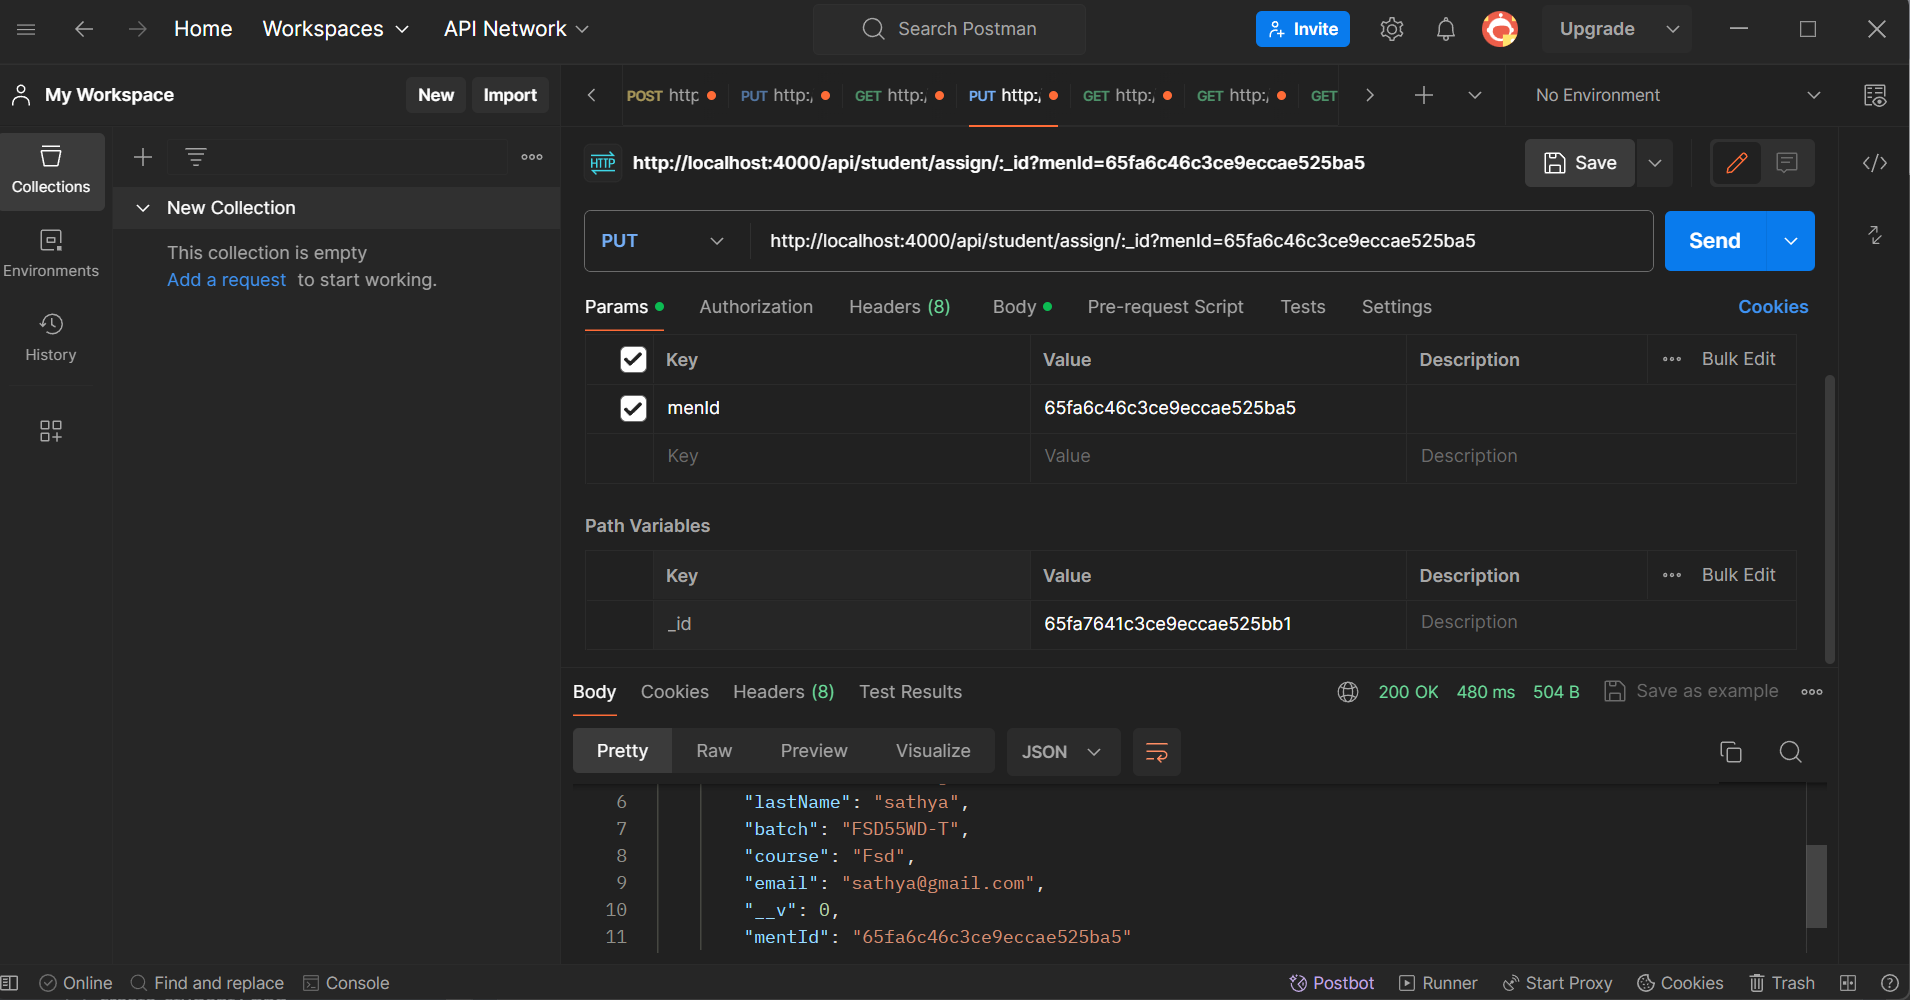 Home Workspaces API Network Search Postman Invite Upgrade
My Workspace New Import POST http PUT http:/ GET http:/ PUT http:/ GET http:/ GET http:/ GET No Environment
Collections
Environments
History
New Collection
This collection is empty
Add a request to start working.
HTTP http://localhost:4000/api/student/assign/:_id?menId=65fa6c46c3ce9eccae525ba5 Save
PUT http://localhost:4000/api/student/assign/:_id?menId=65fa6c46c3ce9eccae525ba5 Send
Params Authorization Headers (8) Body Pre-request Script Tests Settings Cookies
Key Value Description Bulk Edit
menId 65fa6c46c3ce9eccae525ba5
Key Value Description
Path Variables
Key Value Description Bulk Edit
_id 65fa7641c3ce9eccae525bb1 Description
Body Cookies Headers (8) Test Results 200 OK 480 ms 504 B Save as example
Pretty Raw Preview Visualize JSON
6 "lastName": "sathya",
7 "batch": "FSD55WD-T",
8 "course": "Fsd",
9 "email": "sathya@gmail.com",
10 "__v": 0,
11 "mentId": "65fa6c46c3ce9eccae525ba5"
Online Find and replace Console Postbot Runner Start Proxy Cookies Trash